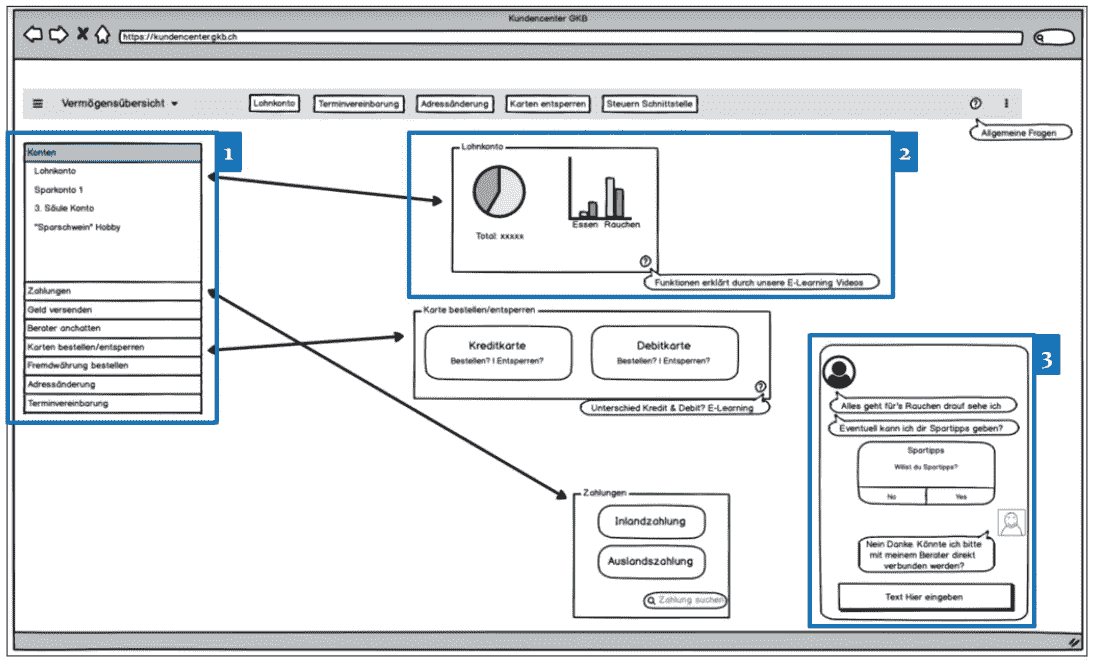 Kundencenter GKB
https://kundencenter.gkb.ch
Vermögensübersicht
Lohnkonto
Terminvereinbarung
Adressänderung
Karten entsperren
Steuern Schnittstelle
Allgemeine Fragen
1
Konten
Lohnkonto
Sparkonto 1
3. Säule Konto
"Sparschwein" Hobby
Zahlungen
Geld versenden
Berater anchatten
Karten bestellen/entsperren
Fremdwährung bestellen
Adressänderung
Terminvereinbarung
2
Lohnkonto
Total: xxxxx
Essen Rauchen
Funktionen erklärt durch unsere E-Learning Videos
Karte bestellen/entsperren
Kreditkarte
Bestellen? | Entsperren?
Debitkarte
Bestellen? | Entsperren?
Unterschied Kredit & Debit? E-Learning
Zahlungen
Inlandzahlung
Auslandszahlung
Zahlung suchen
3
Alles geht für's Rauchen drauf sehe ich
Eventuell kann ich dir Spartipps geben?
Spartipps
Willst du Spartipps?
No
Yes
Nein Danke. Könnte ich bitte
mit meinem Berater direkt
verbunden werden?
Text Hier eingeben